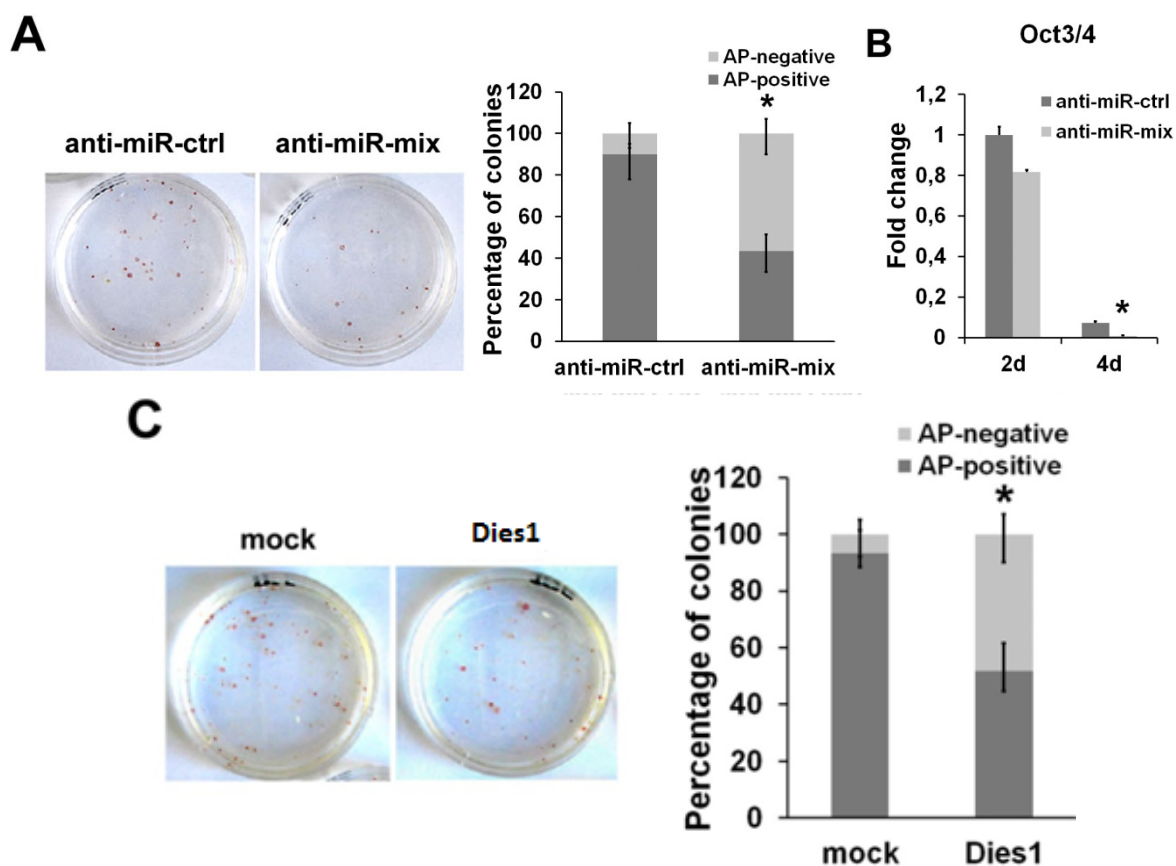 A
anti-miR-ctrl
anti-miR-mix
AP-negative
AP-positive
*
Percentage of colonies
120
100
80
60
40
20
0
anti-miR-ctrl
anti-miR-mix
B
Oct3/4
anti-miR-ctrl
anti-miR-mix
Fold change
1,2
1
0,8
0,6
0,4
0,2
0
*
2d
4d
C
mock
Dies1
AP-negative
AP-positive
*
Percentage of colonies
120
100
80
60
40
20
0
mock
Dies1